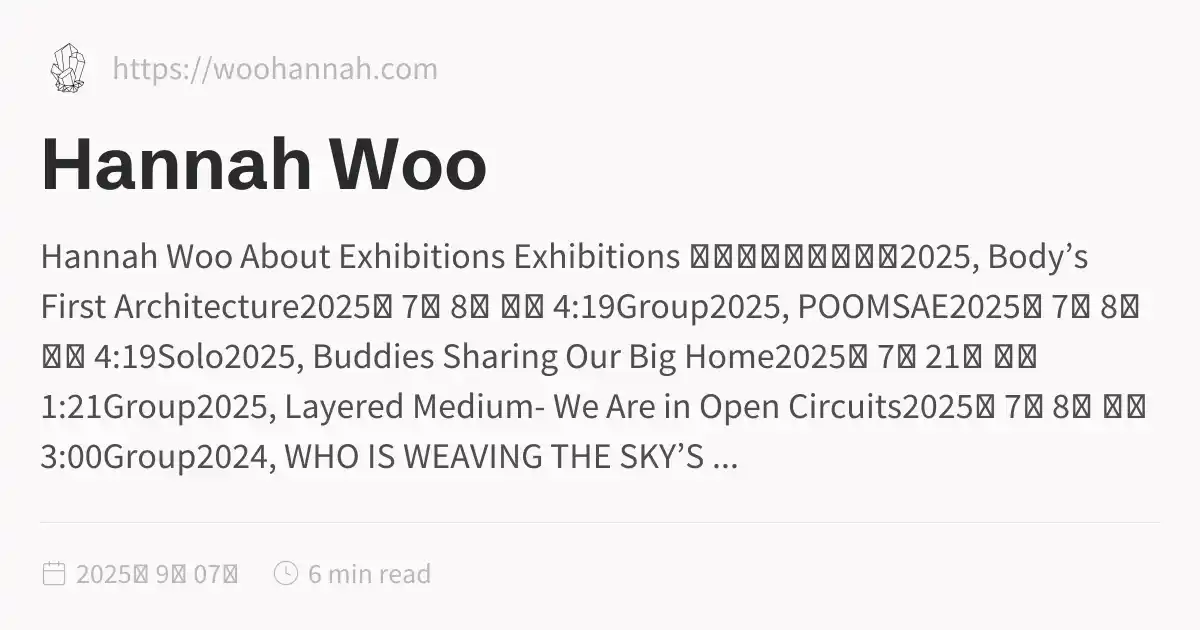 https://woohannah.com
Hannah Woo
Hannah Woo About Exhibitions Exhibitions 2025, Body’s
First Architecture2025 7 8 4:19Group2025, POOMSAE2025 7 8
4:19Solo2025, Buddies Sharing Our Big Home2025 7 21
1:21Group2025, Layered Medium- We Are in Open Circuits2025 7 8
3:00Group2024, WHO IS WEAVING THE SKY’S ...
2025 9 07
6 min read